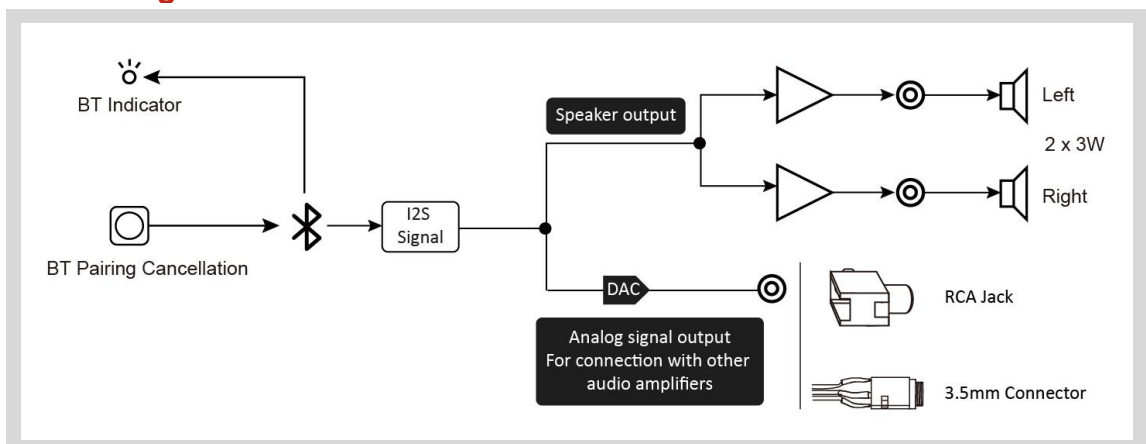 BT Indicator
BT Pairing Cancellation
I2S
Signal
Speaker output
Left
2 x 3W
Right
DAC
Analog signal output
For connection with other
audio amplifiers
RCA Jack
3.5mm Connector